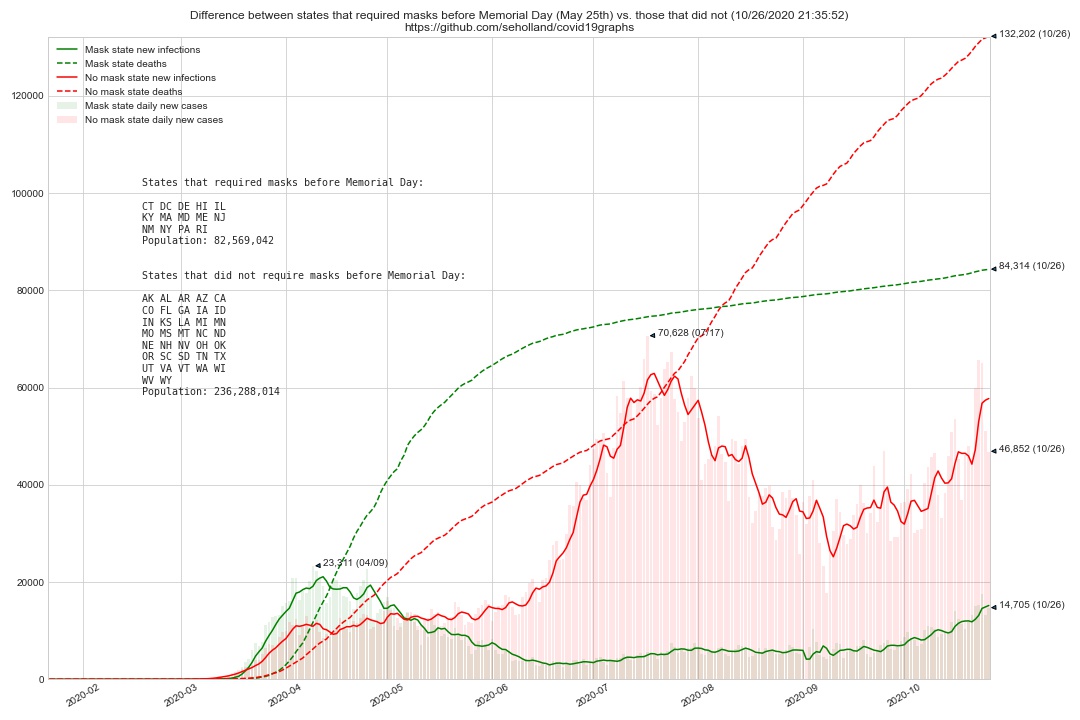 Difference between states that required masks before Memorial Day (May 25th) vs. those that did not (10/26/2020 21:35:52)
https://github.com/seholland/covid19graphs
Mask state new infections
Mask state deaths
No mask state new infections
No mask state deaths
Mask state daily new cases
No mask state daily new cases
States that required masks before Memorial Day:
CT DC DE HI IL
KY MA MD ME NJ
NM NY PA RI
Population: 82,569,042
States that did not require masks before Memorial Day:
AK AL AR AZ CA
CO FL GA IA ID
IN KS LA MI MN
MO MS MT NC ND
NE NH NV OH OK
OR SC SD TN TX
UT VA VT WA WI
WV WY
Population: 236,288,014
132,202 (10/26)
84,314 (10/26)
70,628 (07/17)
46,852 (10/26)
23,311 (04/09)
14,705 (10/26)
120000
100000
80000
60000
40000
20000
0
2020-02
2020-03
2020-04
2020-05
2020-06
2020-07
2020-08
2020-09
2020-10